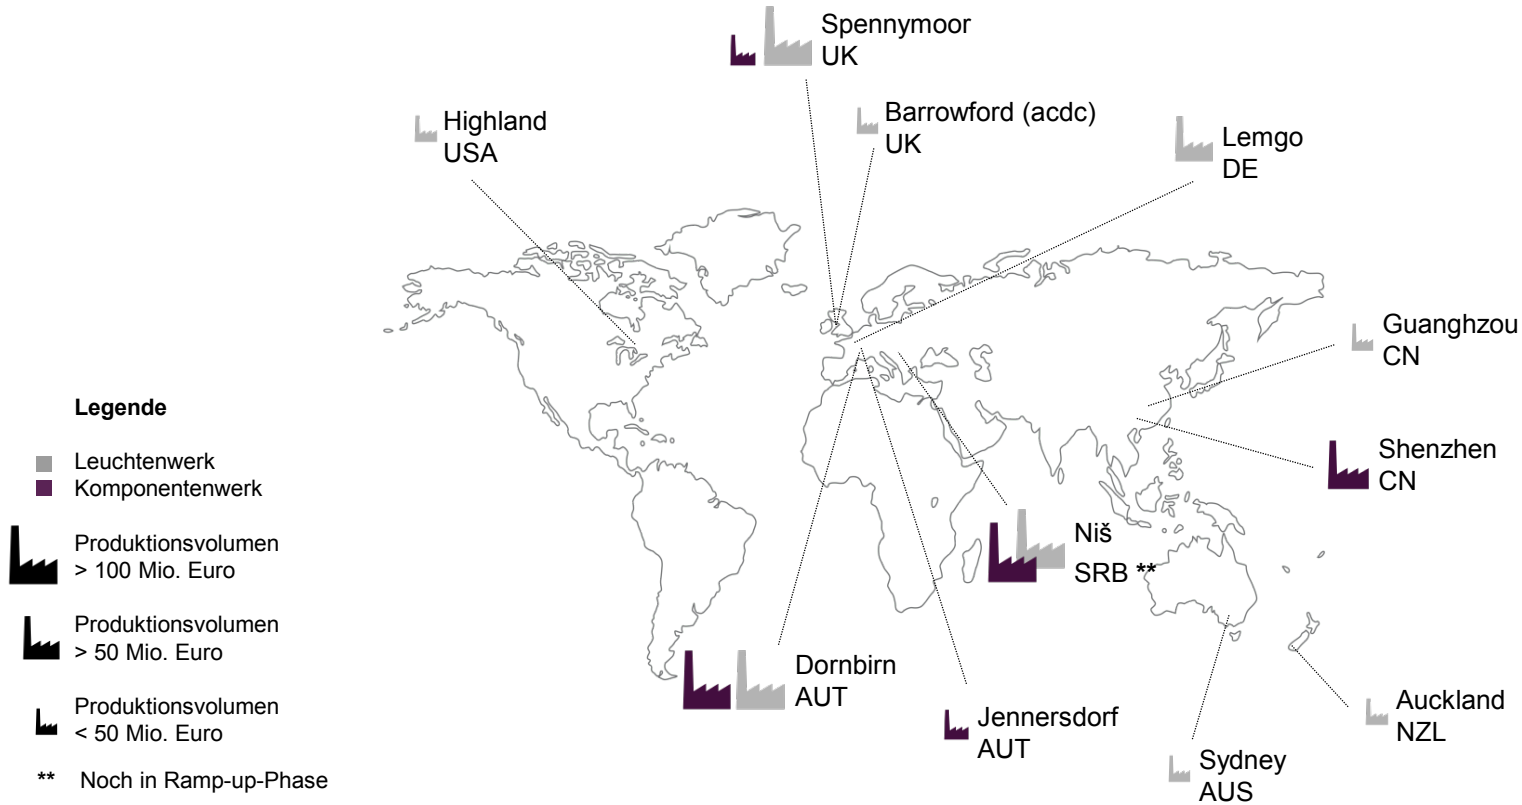 Spennymoor
UK
Highland
USA
Barrowford (acdc)
UK
Lemgo
DE
Guanghzou
CN
Shenzhen
CN
Niš
SRB **
Dornbirn
AUT
Jennersdorf
AUT
Auckland
NZL
Sydney
AUS
Legende
Leuchtenwerk
Komponentenwerk
Produktionsvolumen
> 100 Mio. Euro
Produktionsvolumen
> 50 Mio. Euro
Produktionsvolumen
< 50 Mio. Euro
** Noch in Ramp-up-Phase